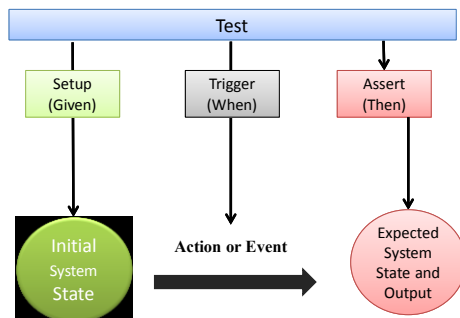 Test
Setup
(Given)
Trigger
(When)
Assert
(Then)
Initial
System
State
Action or Event
Expected
System
State and
Output